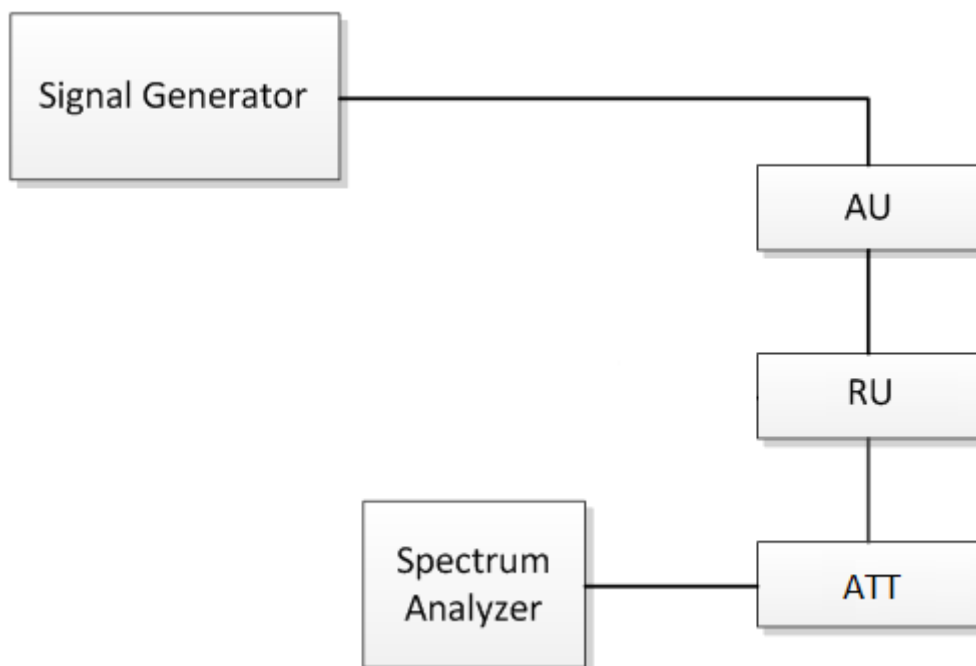 Signal Generator
AU
RU
Spectrum
Analyzer
ATT